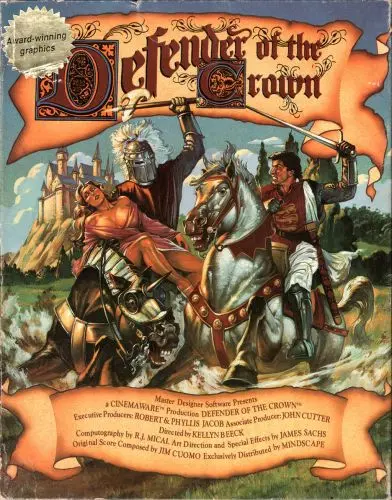 Award-winning
graphics
Defender of the
Crown
Master Designer Software Presents
a CINEMAWARE™ Production DEFENDER OF THE CROWN™
Executive Producers: ROBERT & PHYLLIS JACOB Associate Producer: JOHN CUTTER
Directed by KELLYN BEECK
Computography by R.J. MICAL Art Direction and Special Effects by JAMES SACHS
Original Score Composed by JIM CUOMO Exclusively Distributed by MINDSCAPE